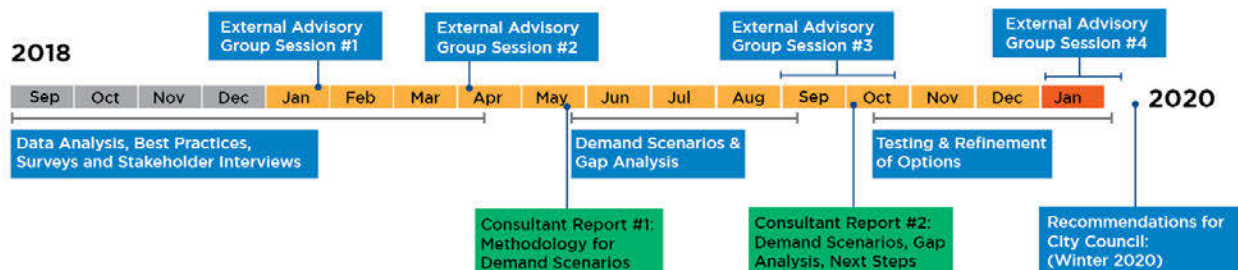 External Advisory
Group Session #1
External Advisory
Group Session #2
External Advisory
Group Session #3
External Advisory
Group Session #4
2018
Sep Oct Nov Dec Jan Feb Mar Apr May Jun Jul Aug Sep Oct Nov Dec Jan
2020
Data Analysis, Best Practices,
Surveys and Stakeholder Interviews
Demand Scenarios &
Gap Analysis
Testing & Refinement
of Options
Consultant Report #1:
Methodology for
Demand Scenarios
Consultant Report #2:
Demand Scenarios, Gap
Analysis, Next Steps
Recommendations for
City Council:
(Winter 2020)